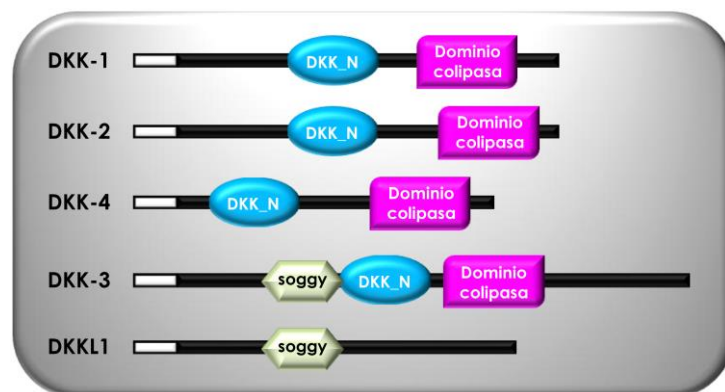 DKK-1 DKK_N Dominio
colipasa
DKK-2 DKK_N Dominio
colipasa
DKK-4 DKK_N Dominio
colipasa
DKK-3 soggy DKK_N Dominio
colipasa
DKKL1 soggy